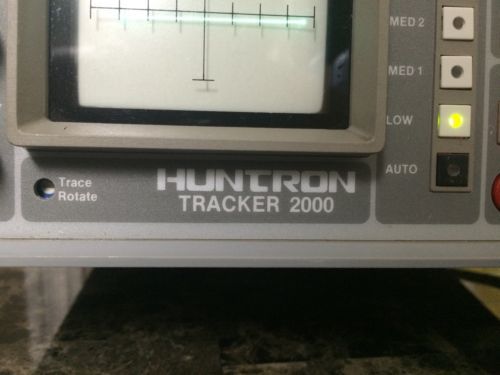 MED 2
MED 1
LOW
AUTO
Trace
Rotate
HUNTRON
TRACKER 2000